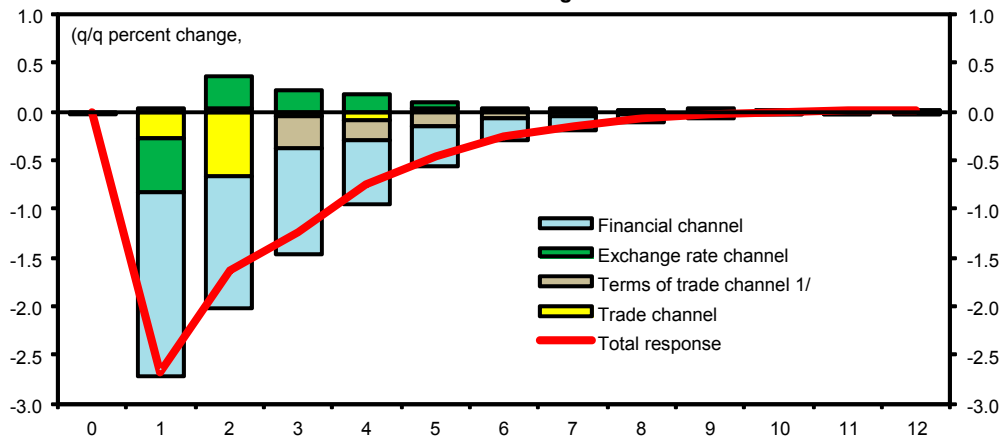 1.0 1.0
(q/q percent change,
0.5 0.5
0.0 0.0
-0.5 -0.5
-1.0 -1.0
-1.5 -1.5
-2.0 -2.0
-2.5 -2.5
-3.0 -3.0
Financial channel
Exchange rate channel
Terms of trade channel 1/
Trade channel
Total response
0 1 2 3 4 5 6 7 8 9 10 11 12